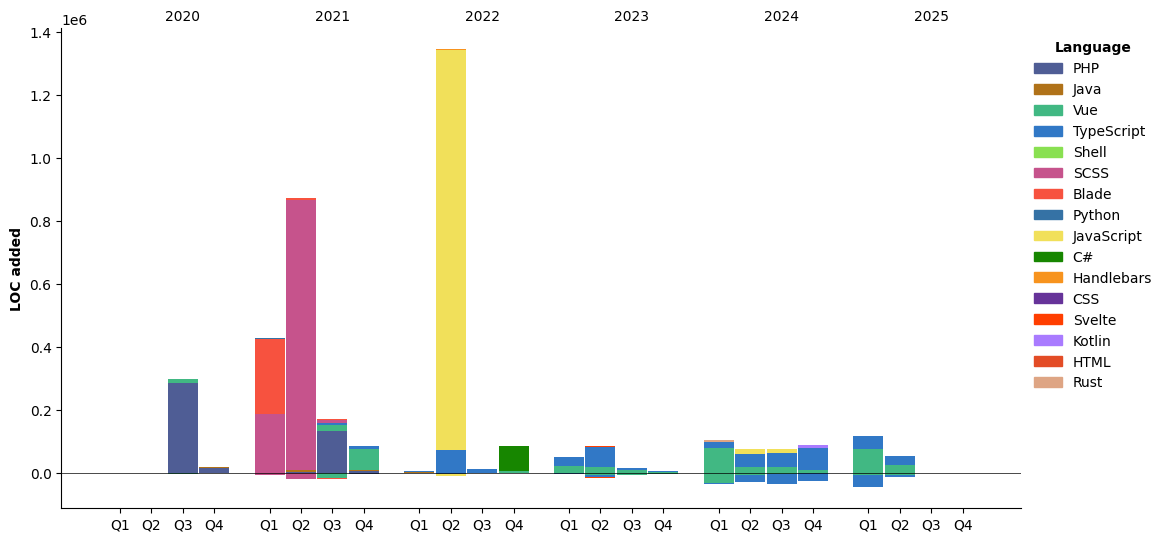 1e6
2020 2021 2022 2023 2024 2025
1.4
1.2
1.0
0.8
0.6
0.4
0.2
0.0
LOC added
Q1 Q2 Q3 Q4 Q1 Q2 Q3 Q4 Q1 Q2 Q3 Q4 Q1 Q2 Q3 Q4 Q1 Q2 Q3 Q4 Q1 Q2 Q3 Q4
Language
PHP
Java
Vue
TypeScript
Shell
SCSS
Blade
Python
JavaScript
C#
Handlebars
CSS
Svelte
Kotlin
HTML
Rust